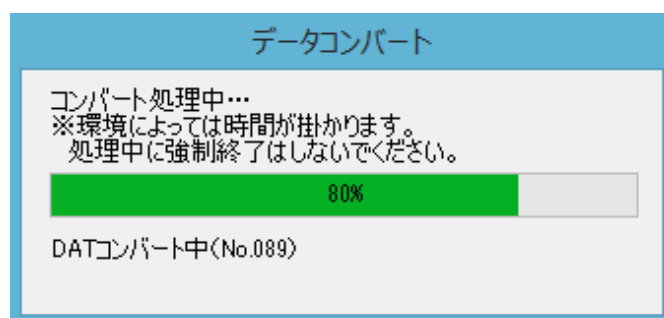 データコンバート
コンバート処理中…
※環境によっては時間が掛かります。
処理中に強制終了はしないでください。
80%
DATコンバート中(No.089)